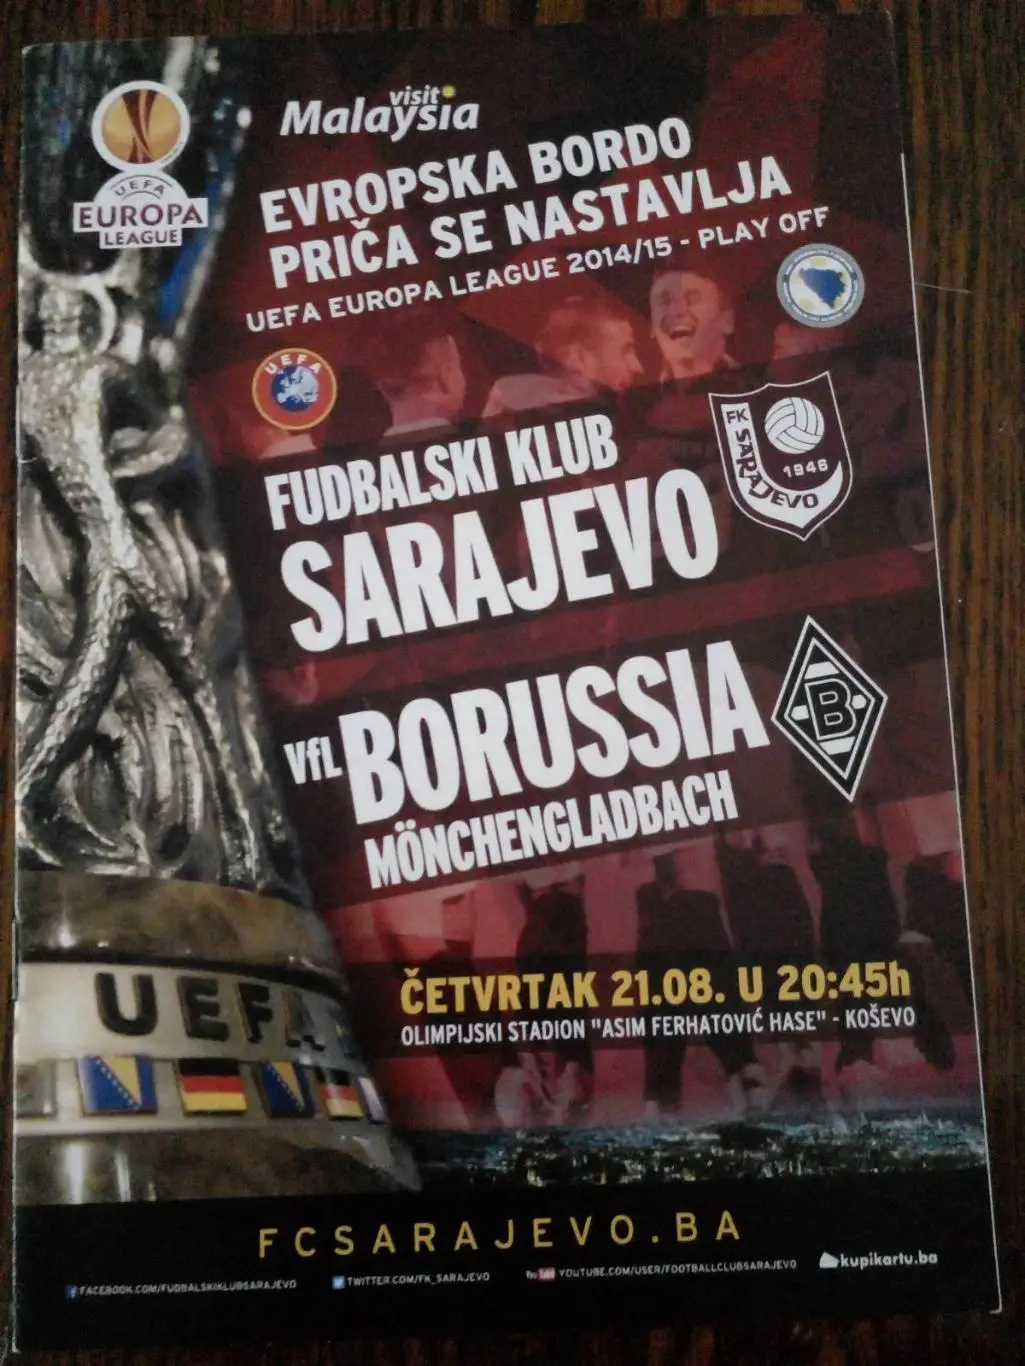 visit
Malaysia
UEFA
EUROPA
LEAGUE
EVROPSKA BORDO
PRIČA SE NASTAVLJA
UEFA EUROPA LEAGUE 2014/15 - PLAY OFF
UEFA
FUDBALSKI KLUB
SARAJEVO
FK
SARAJEVO
1946
VfL BORUSSIA
MÖNCHENGLADBACH
B
ČETVRTAK 21.08. U 20:45h
OLIMPIJSKI STADION "ASIM FERHATOVIĆ HASE" - KOŠEVO
UEFA
FCSARAJEVO.BA
FACEBOOK.COM/FUDBALSKIKLUBSARAJEVO
TWITTER.COM/FK_SARAJEVO
You Tube YOUTUBE.COM/USER/FOOTBALLCLUBSARAJEVO
kupikartu.ba